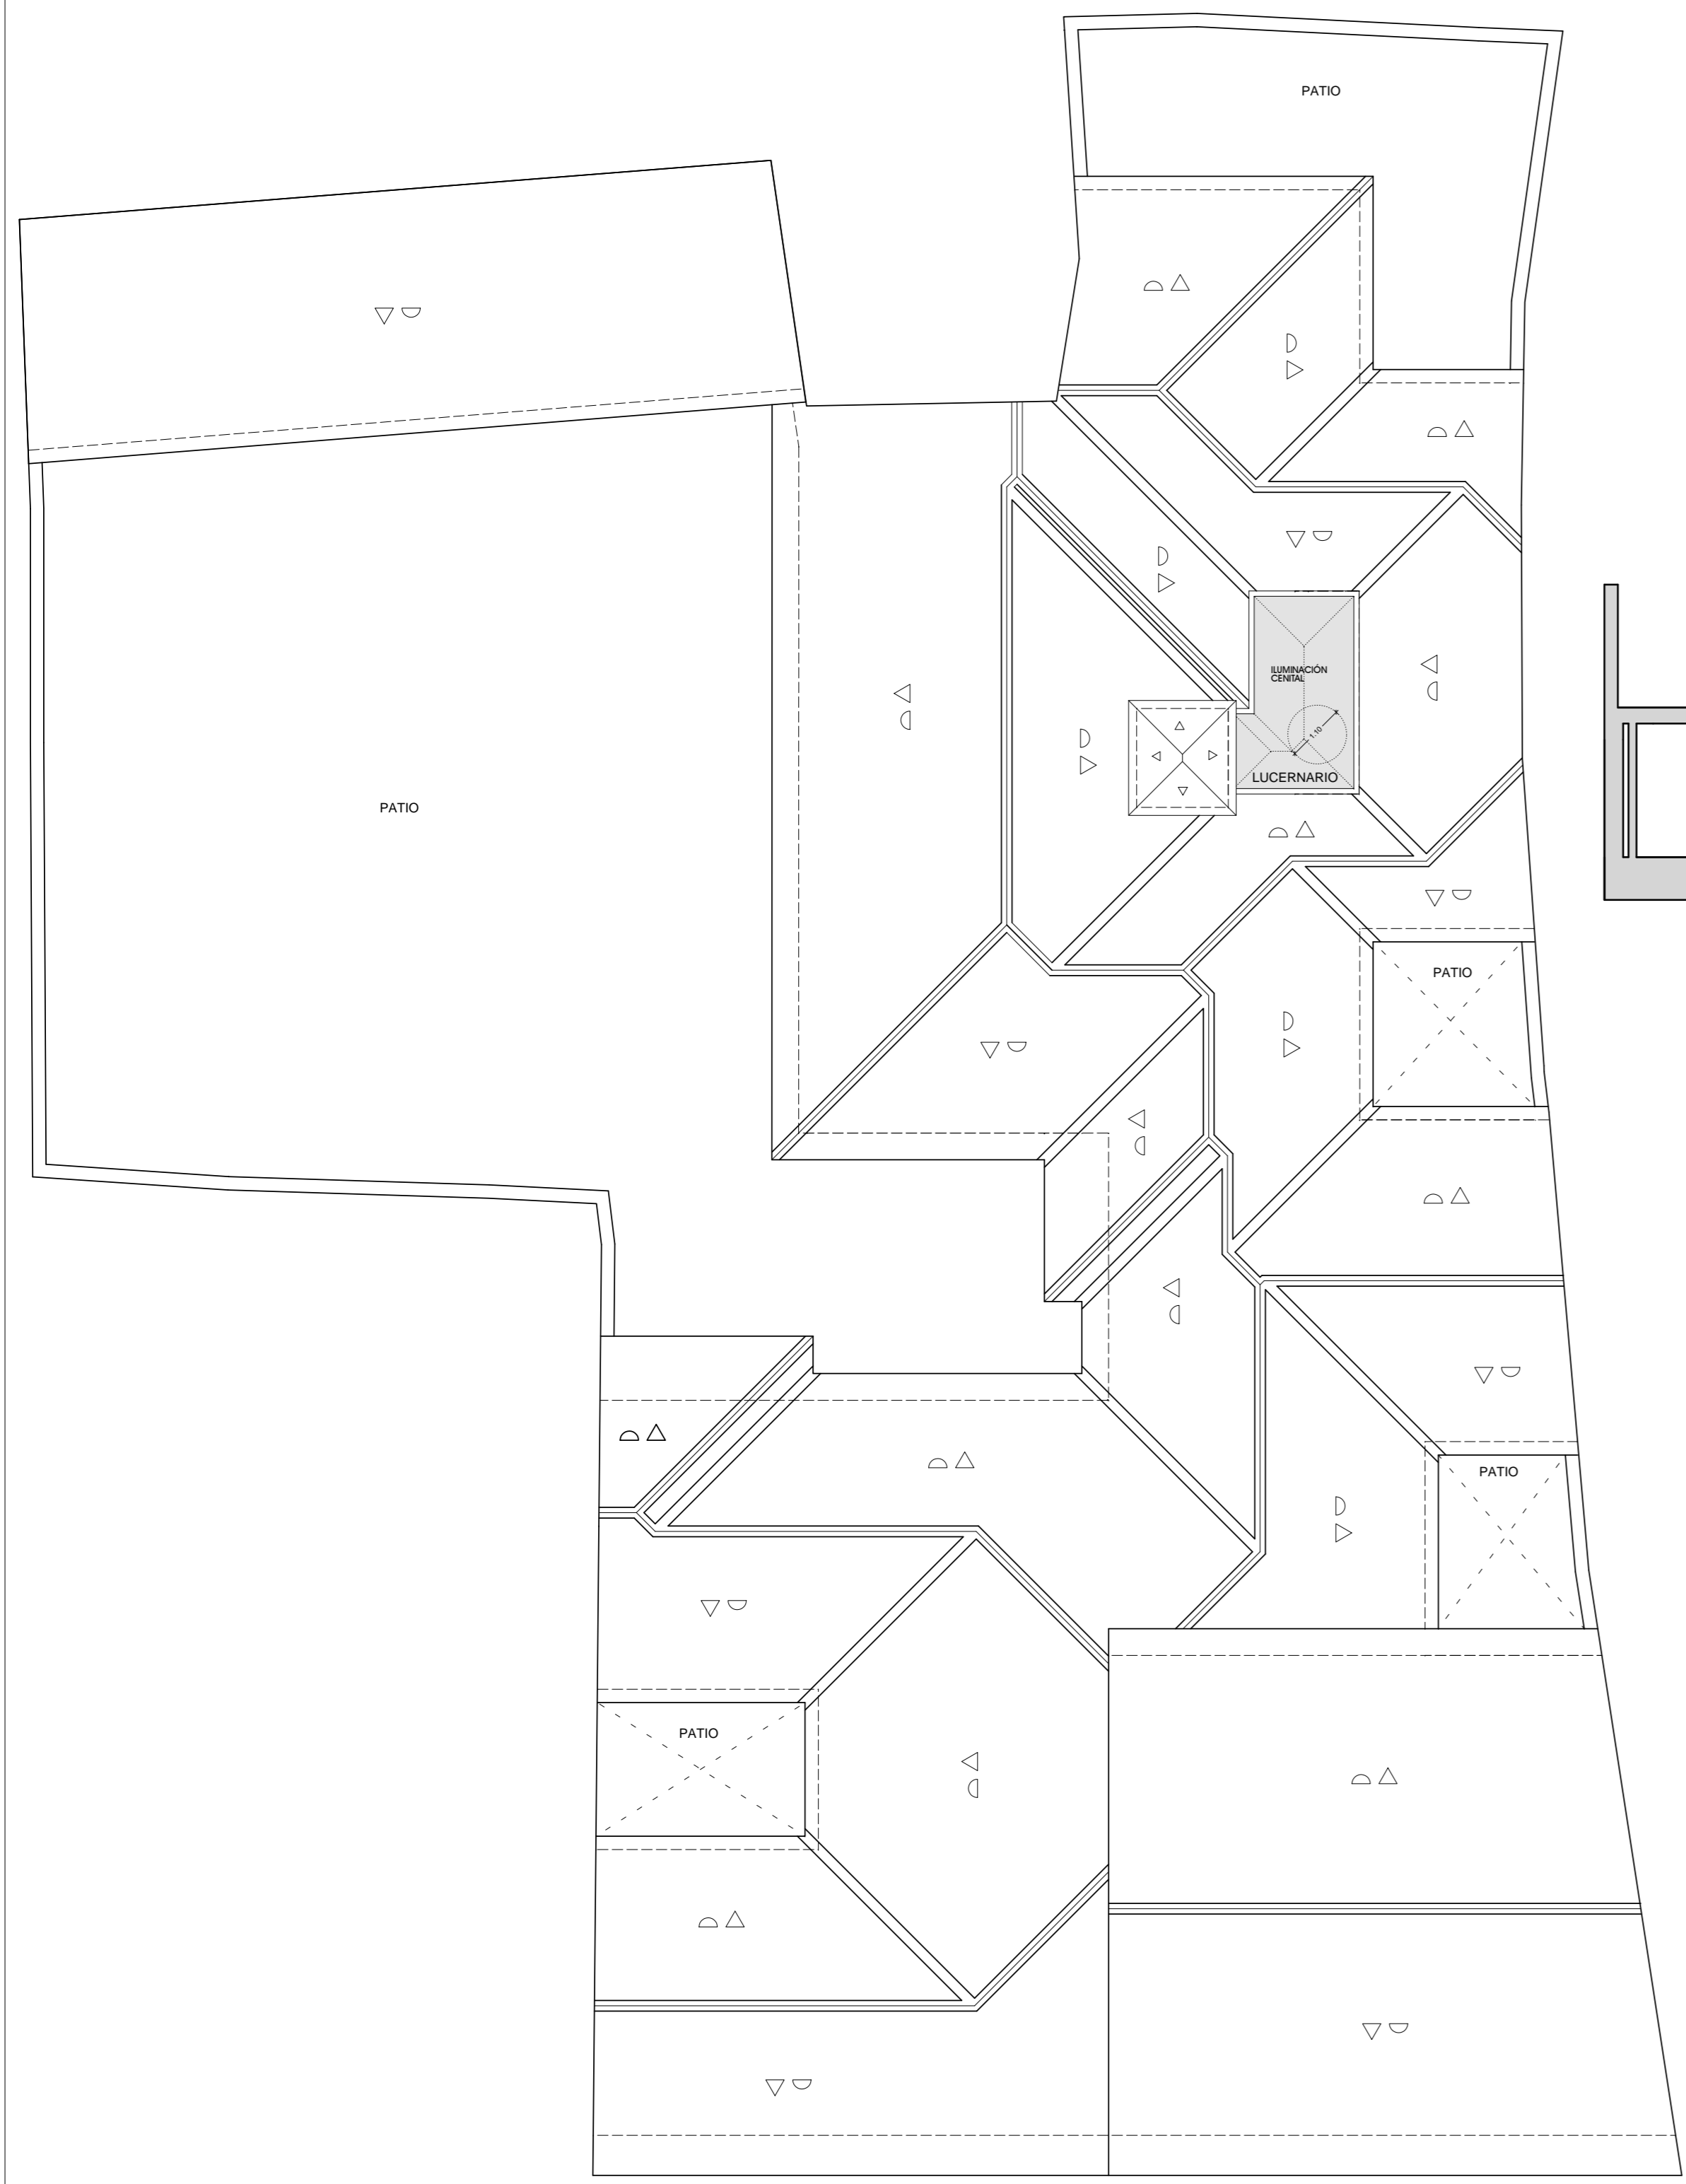 PATIO
ILUMINACIÓN
CENITAL
1.10
LUCERNARIO
PATIO
PATIO
PATIO
PATIO